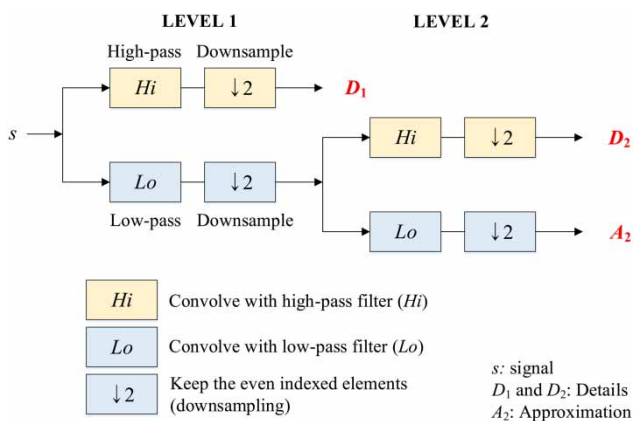 LEVEL 1
LEVEL 2
High-pass
Downsample
Hi
↓2
D1
s
Hi
↓2
D2
Lo
↓2
Low-pass
Downsample
Lo
↓2
A2
Hi
Convolve with high-pass filter (Hi)
Lo
Convolve with low-pass filter (Lo)
↓2
Keep the even indexed elements
(downsampling)
s: signal
D1 and D2: Details
A2: Approximation